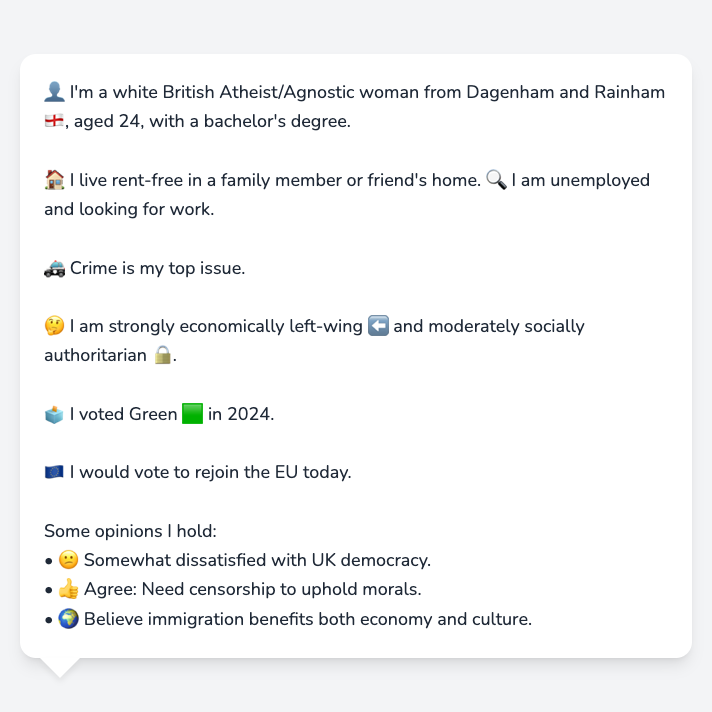 👤 I'm a white British Atheist/Agnostic woman from Dagenham and Rainham
🏴󠁧󠁢󠁥󠁮󠁧󠁿, aged 24, with a bachelor's degree.
🏠 I live rent-free in a family member or friend's home. 🔍 I am unemployed
and looking for work.
🚓 Crime is my top issue.
🤔 I am strongly economically left-wing ⬅️ and moderately socially
authoritarian 🔒.
🗳️ I voted Green 🟩 in 2024.
🇪🇺 I would vote to rejoin the EU today.
Some opinions I hold:
• 🙁 Somewhat dissatisfied with UK democracy.
• 👍 Agree: Need censorship to uphold morals.
• 🌍 Believe immigration benefits both economy and culture.